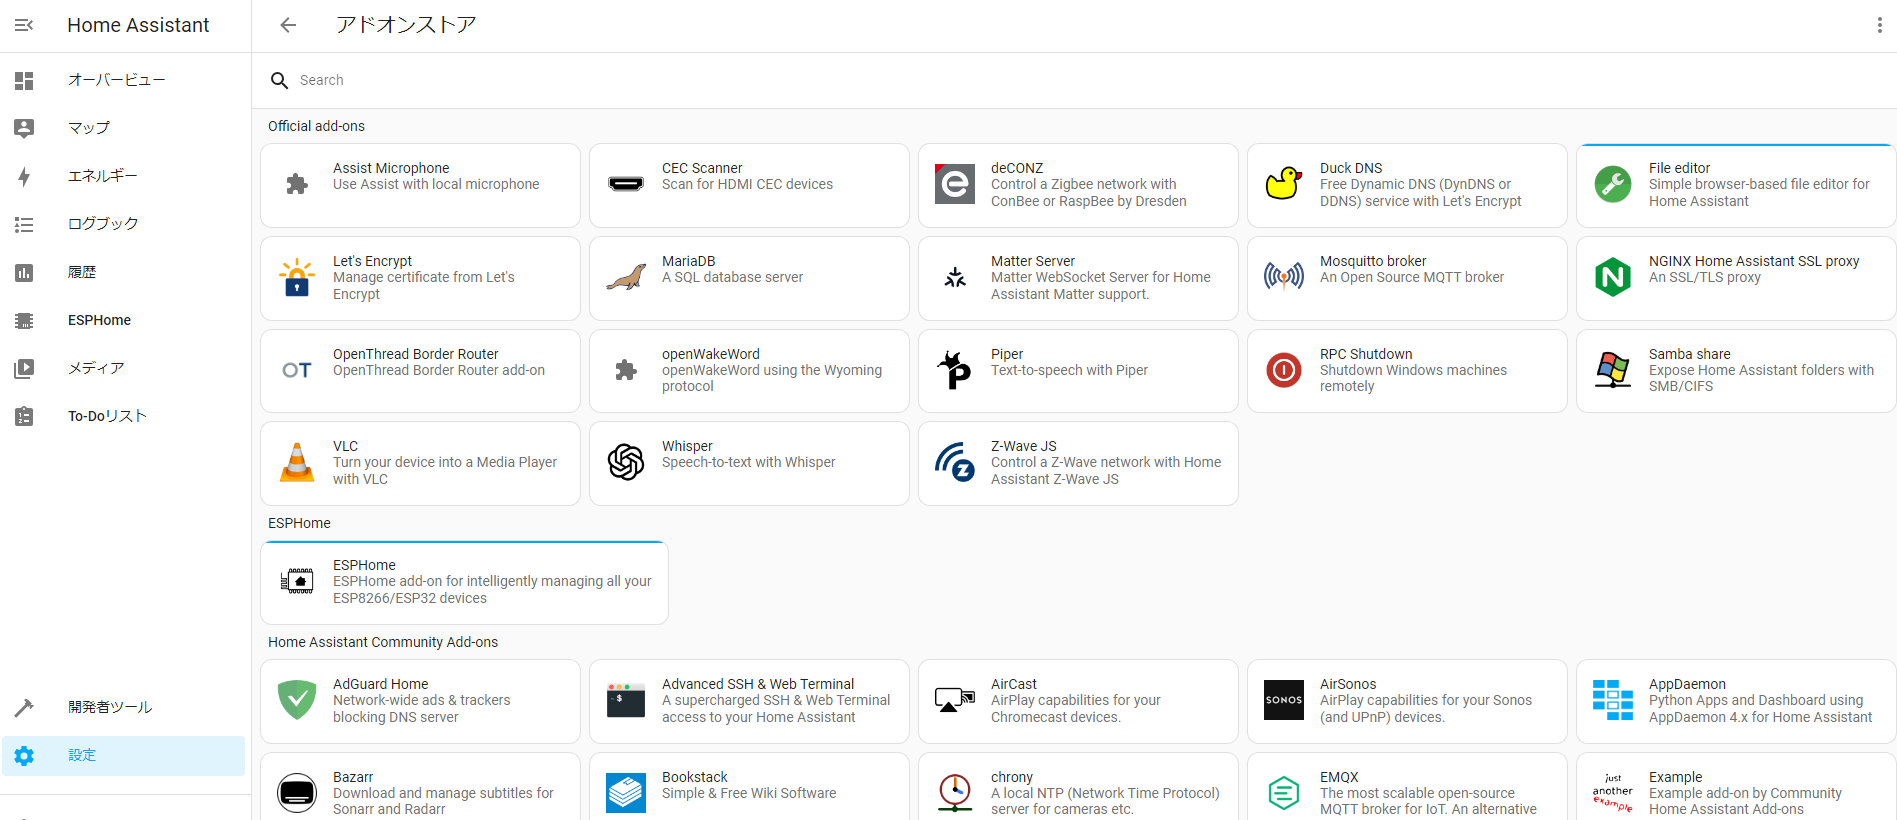 Home Assistant
アドオンストア
オーバービュー
マップ
エネルギー
ログブック
履歴
ESPHome
メディア
To-Doリスト
開発者ツール
設定
Search
Official add-ons
Assist Microphone
Use Assist with local microphone
CEC Scanner
Scan for HDMI CEC devices
deCONZ
Control a Zigbee network with
ConBee or RaspBee by Dresden
Duck DNS
Free Dynamic DNS (DynDNS or
DDNS) service with Let's Encrypt
File editor
Simple browser-based file editor for
Home Assistant
Let's Encrypt
Manage certificate from Let's
Encrypt
MariaDB
A SQL database server
Matter Server
Matter WebSocket Server for Home
Assistant Matter support.
Mosquitto broker
An Open Source MQTT broker
N
NGINX Home Assistant SSL proxy
An SSL/TLS proxy
OT
OpenThread Border Router
OpenThread Border Router add-on
openWakeWord
openWakeWord using the Wyoming
protocol
Piper
Text-to-speech with Piper
RPC Shutdown
Shutdown Windows machines
remotely
Samba share
Expose Home Assistant folders with
SMB/CIFS
VLC
Turn your device into a Media Player
with VLC
Whisper
Speech-to-text with Whisper
Z
Z-Wave JS
Control a Z-Wave network with Home
Assistant Z-Wave JS
ESPHome
ESPHome
ESPHome add-on for intelligently managing all your
ESP8266/ESP32 devices
Home Assistant Community Add-ons
AdGuard Home
Network-wide ads & trackers
blocking DNS server
$
Advanced SSH & Web Terminal
A supercharged SSH & Web Terminal
access to your Home Assistant
AirCast
AirPlay capabilities for your
Chromecast devices.
SONOS
AirSonos
AirPlay capabilities for your Sonos
(and UPnP) devices.
AppDaemon
Python Apps and Dashboard using
AppDaemon 4.x for Home Assistant
Bazarr
Download and manage subtitles for
Sonarr and Radarr
Bookstack
Simple & Free Wiki Software
chrony
A local NTP (Network Time Protocol)
server for cameras etc.
EMQX
The most scalable open-source
MQTT broker for IoT. An alternative
just
another
example
Example
Example add-on by Community
Home Assistant Add-ons